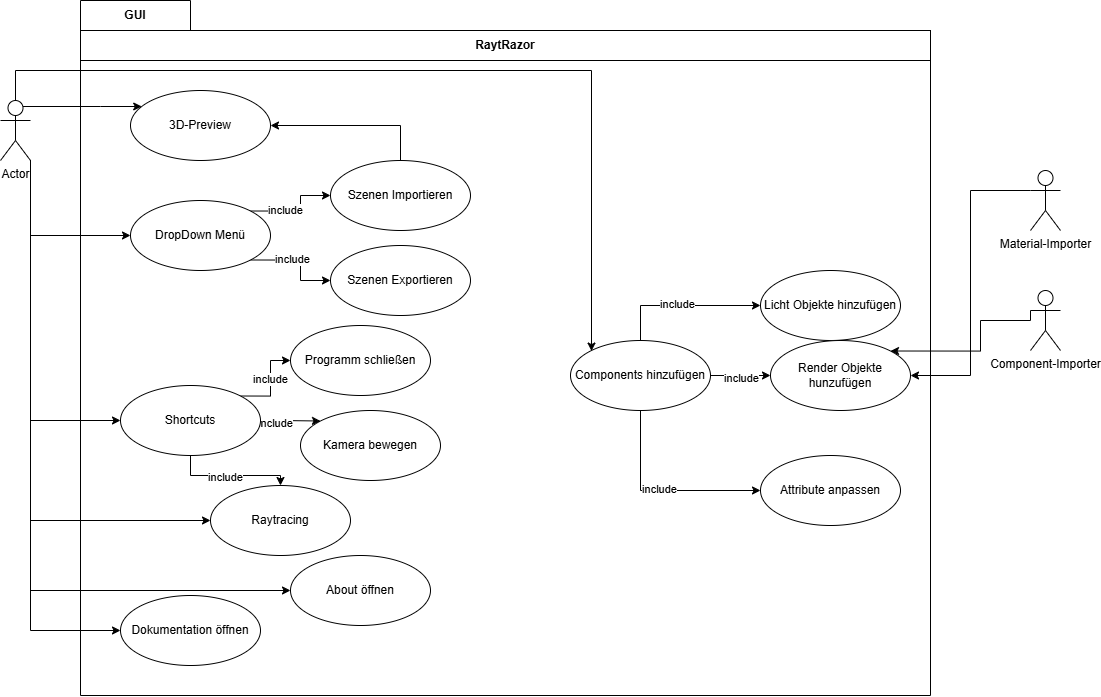 GUI
RaytRazor
3D-Preview
Actor
Szenen Importieren
include
DropDown Menü
include
Szenen Exportieren
Material-Importer
include
Licht Objekte hinzufügen
Programm schließen
Component-Importer
include
Components hinzufügen
include
Render Objekte
hunzufügen
Shortcuts
nclude
Kamera bewegen
include
include
Attribute anpassen
Raytracing
About öffnen
Dokumentation öffnen